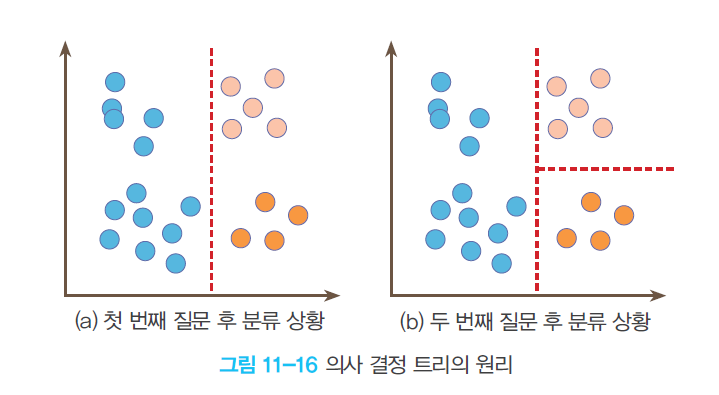 (a) 첫 번째 질문 후 분류 상황
(b) 두 번째 질문 후 분류 상황
그림 11-16 의사 결정 트리의 원리